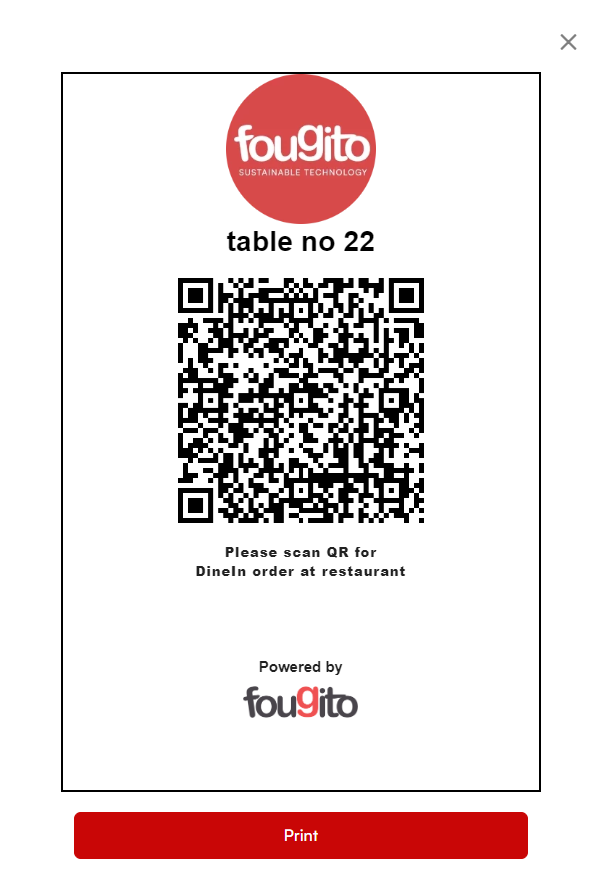 fougito
SUSTAINABLE TECHNOLOGY
table no 22
Please scan QR for
DineIn order at restaurant
Powered by
fougito
Print